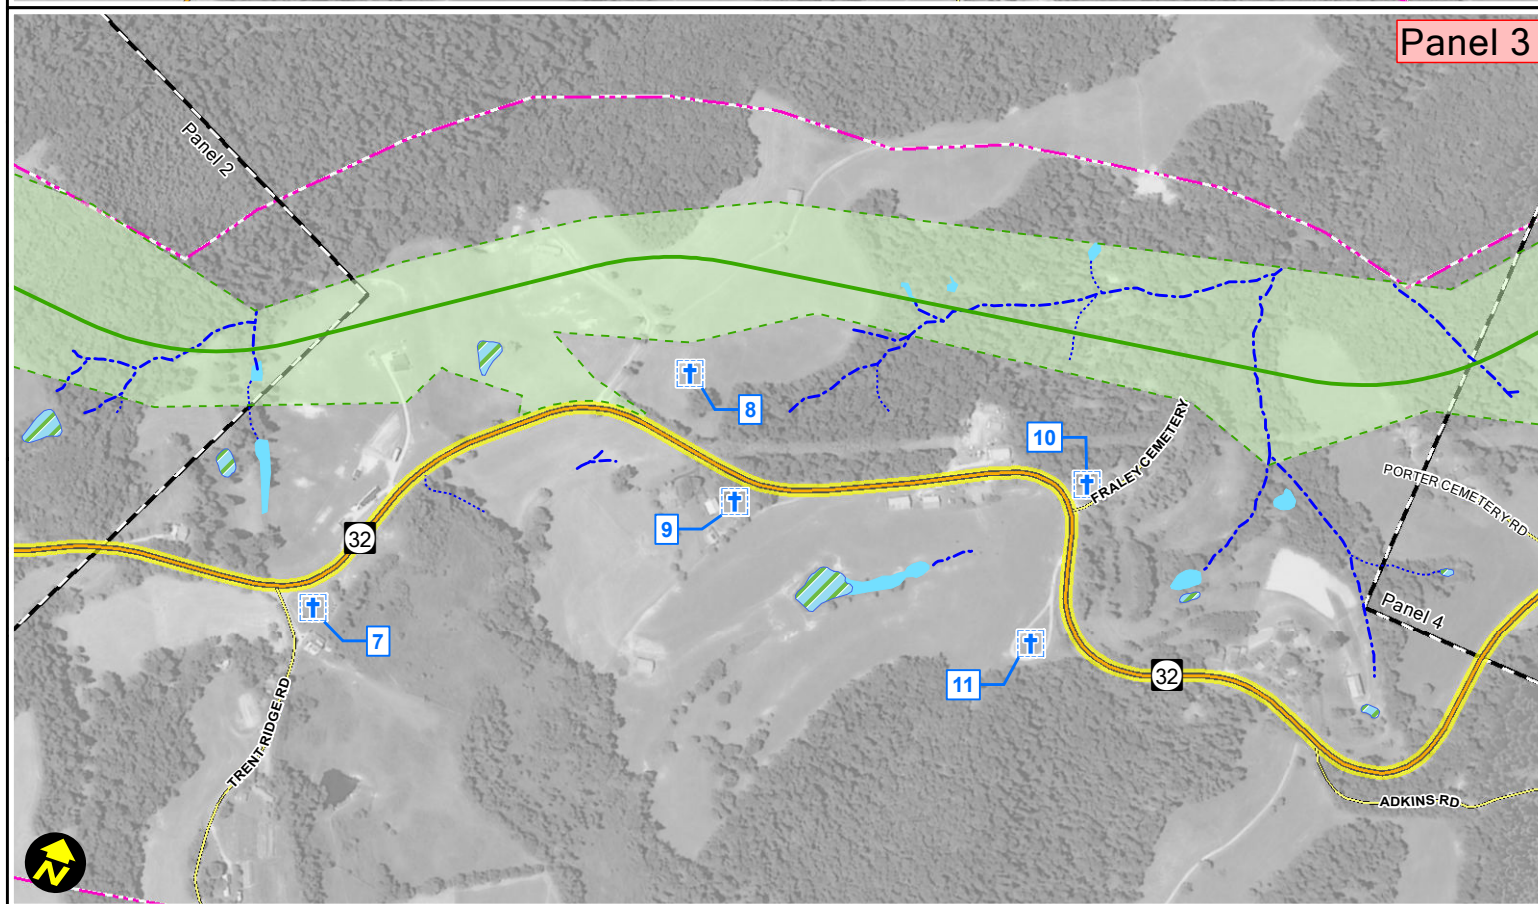 Panel 3
Panel 2
8
10
FRALEY CEMETERY
PORTER CEMETERY RD
9
32
7
Panel 4
11
32
TRENT RIDGE RD
ADKINS RD
N